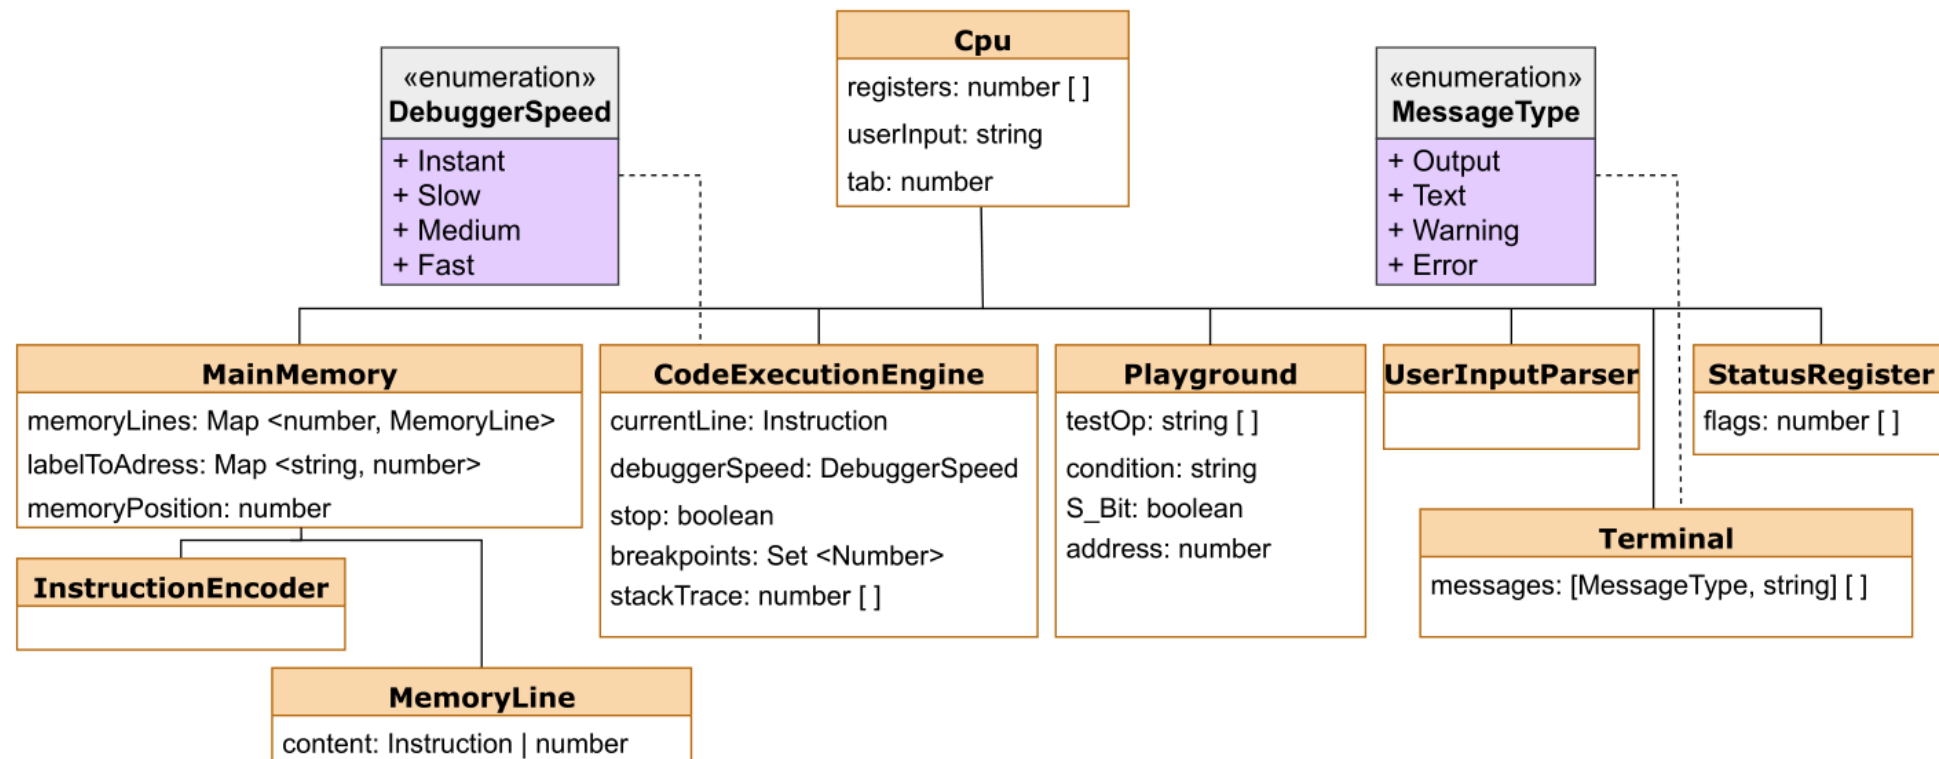 Cpu
registers: number [ ]
userInput: string
tab: number
«enumeration»
DebuggerSpeed
+ Instant
+ Slow
+ Medium
+ Fast
«enumeration»
MessageType
+ Output
+ Text
+ Warning
+ Error
MainMemory
memoryLines: Map <number, MemoryLine>
labelToAdress: Map <string, number>
memoryPosition: number
CodeExecutionEngine
currentLine: Instruction
debuggerSpeed: DebuggerSpeed
stop: boolean
breakpoints: Set <Number>
stackTrace: number [ ]
Playground
testOp: string [ ]
condition: string
S_Bit: boolean
address: number
UserInputParser
StatusRegister
flags: number [ ]
Terminal
messages: [MessageType, string] [ ]
InstructionEncoder
MemoryLine
content: Instruction | number